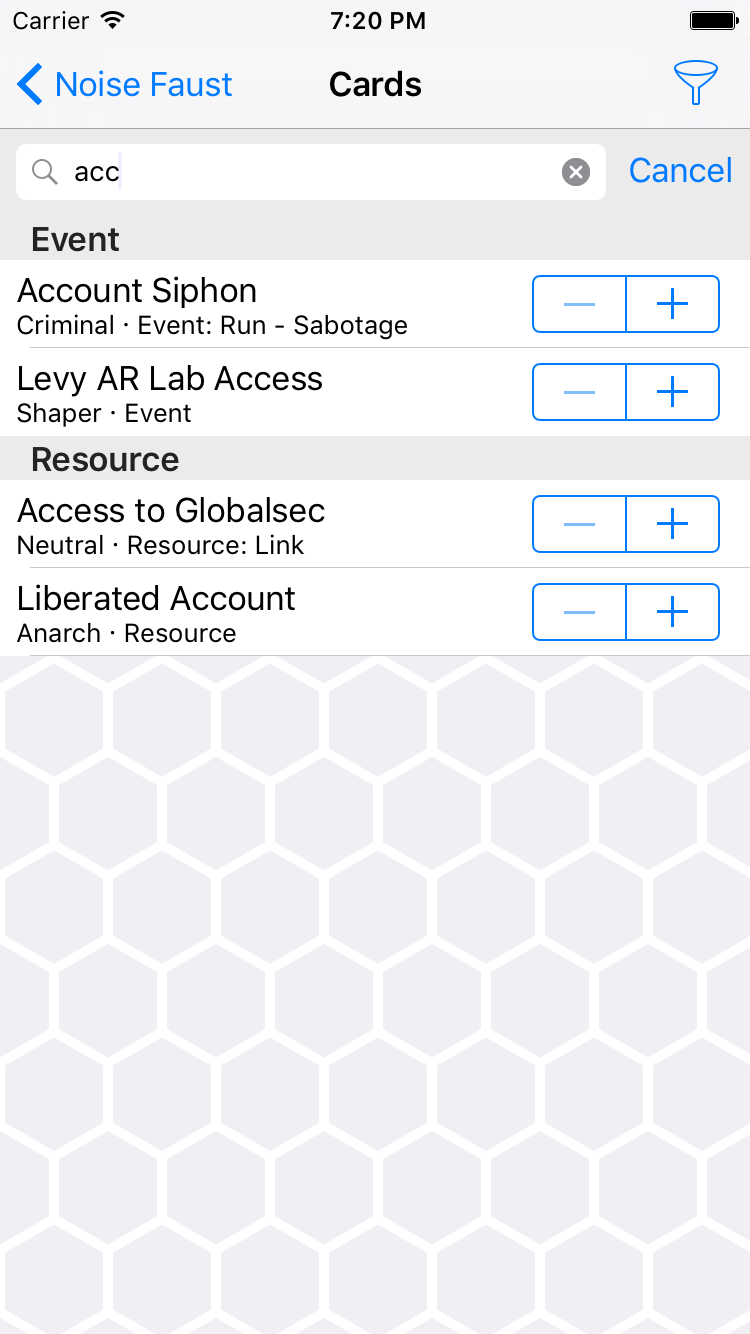 Carrier 7:20 PM
Noise Faust Cards
acc Cancel
Event
Account Siphon
Criminal · Event: Run - Sabotage
Levy AR Lab Access
Shaper · Event
Resource
Access to Globalsec
Neutral · Resource: Link
Liberated Account
Anarch · Resource